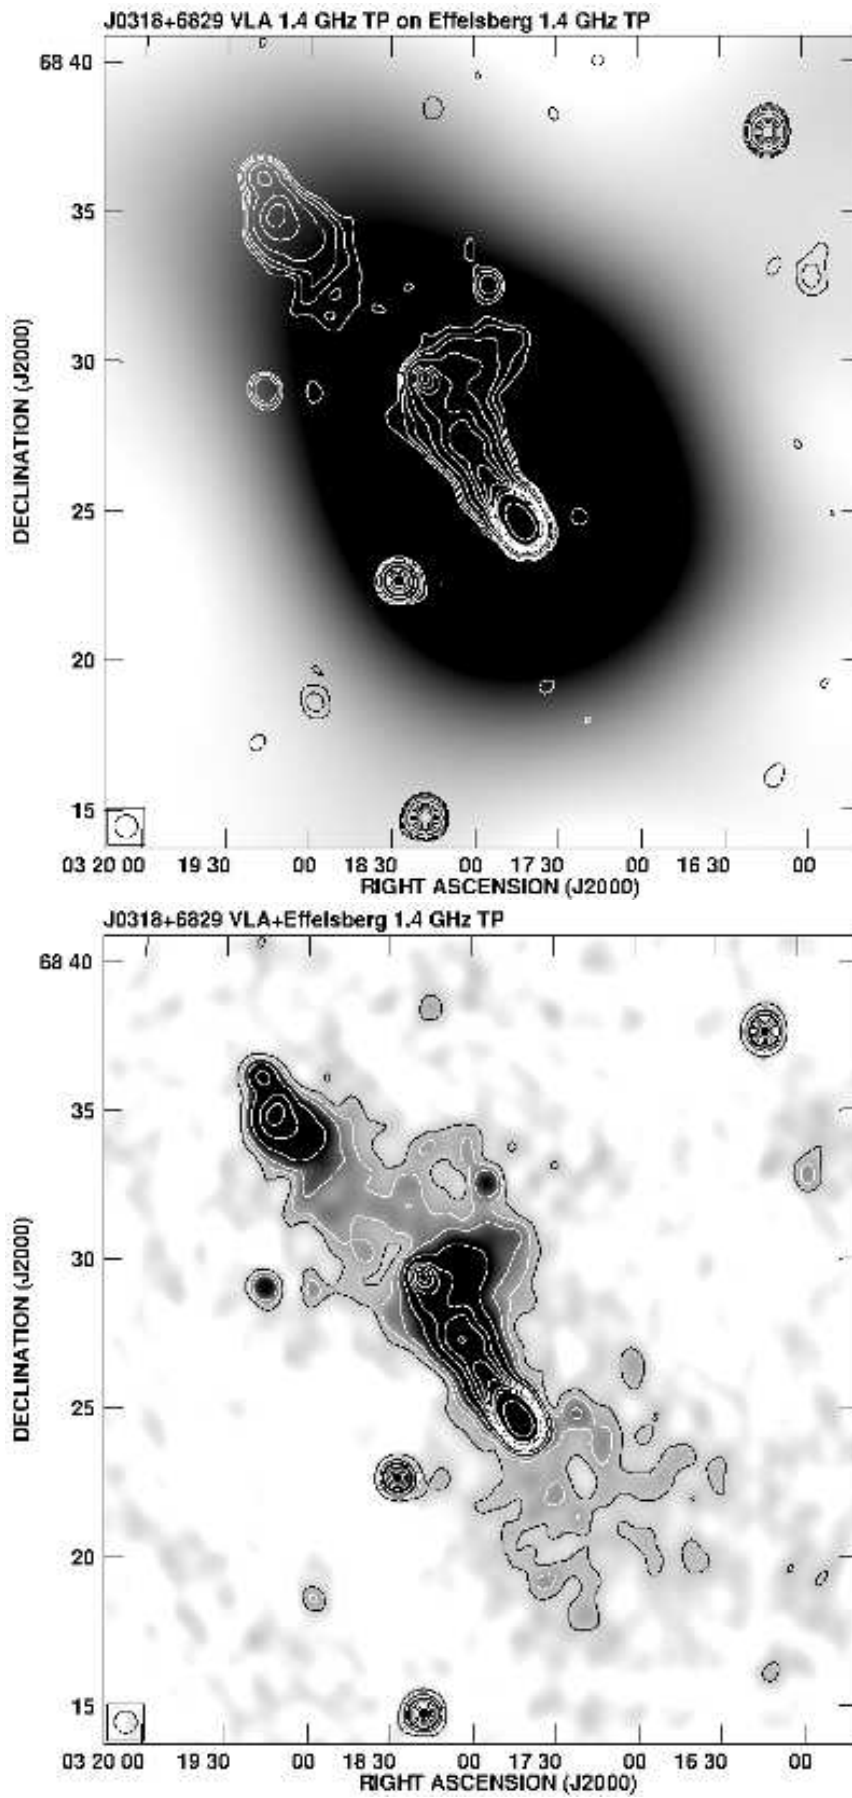 J0318+6829 VLA 1.4 GHz TP on Effelsberg 1.4 GHz TP
68 40
35
30
25
20
15
DECLINATION (J2000)
03 20 00 19 30 00 18 30 00 17 30 00 16 30 00
RIGHT ASCENSION (J2000)
J0318+6829 VLA+Effelsberg 1.4 GHz TP
68 40
35
30
25
20
15
DECLINATION (J2000)
03 20 00 19 30 00 18 30 00 17 30 00 16 30 00
RIGHT ASCENSION (J2000)